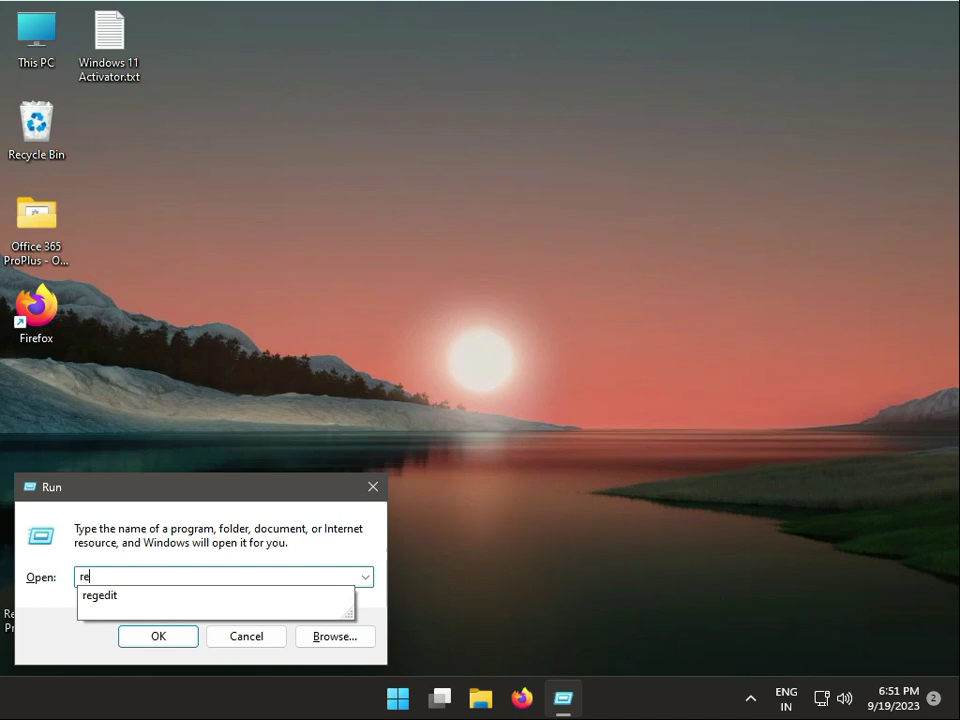 This PC
Windows 11
Activator.txt
Recycle Bin
Office 365
ProPlus - O...
Firefox
Run
Type the name of a program, folder, document, or Internet
resource, and Windows will open it for you.
Open:
re
regedit
Re
Pr
OK
Cancel
Browse...
ENG
IN
6:51 PM
9/19/2023
2